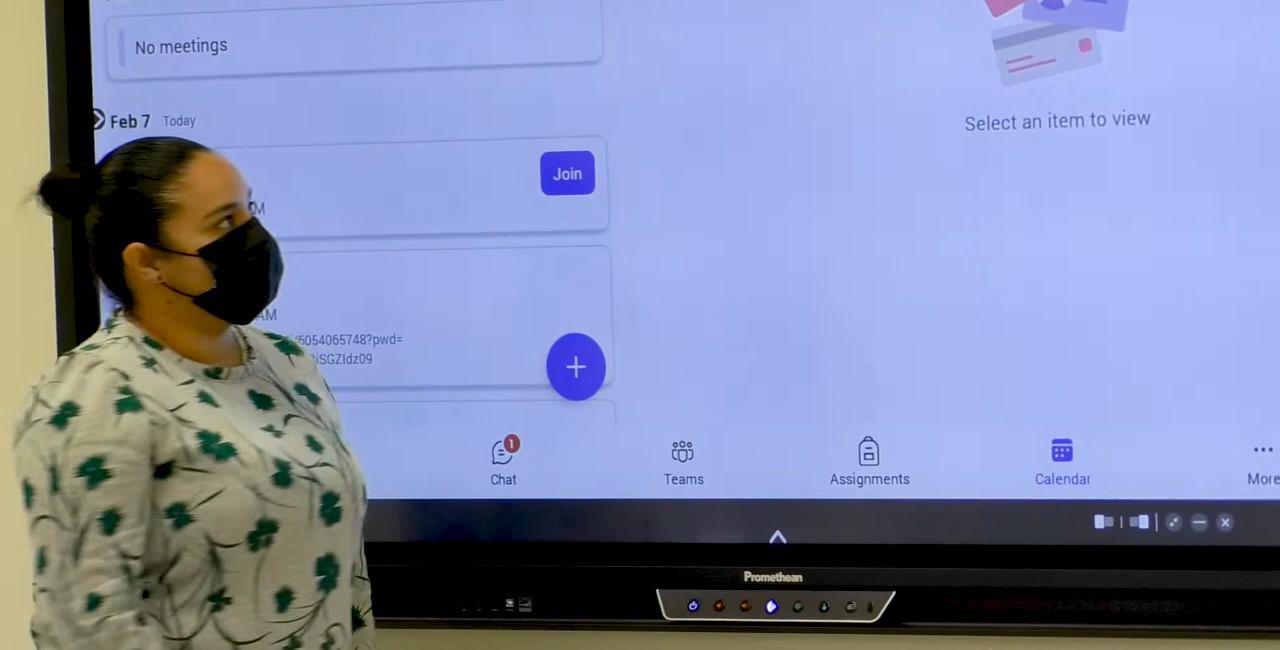 No meetings
Feb 7 Today
Select an item to view
Join
M
AM
/6054065748?pwd=
iSGZIdz09
1
Chat
Teams
Assignments
Calendar
More
Promethean